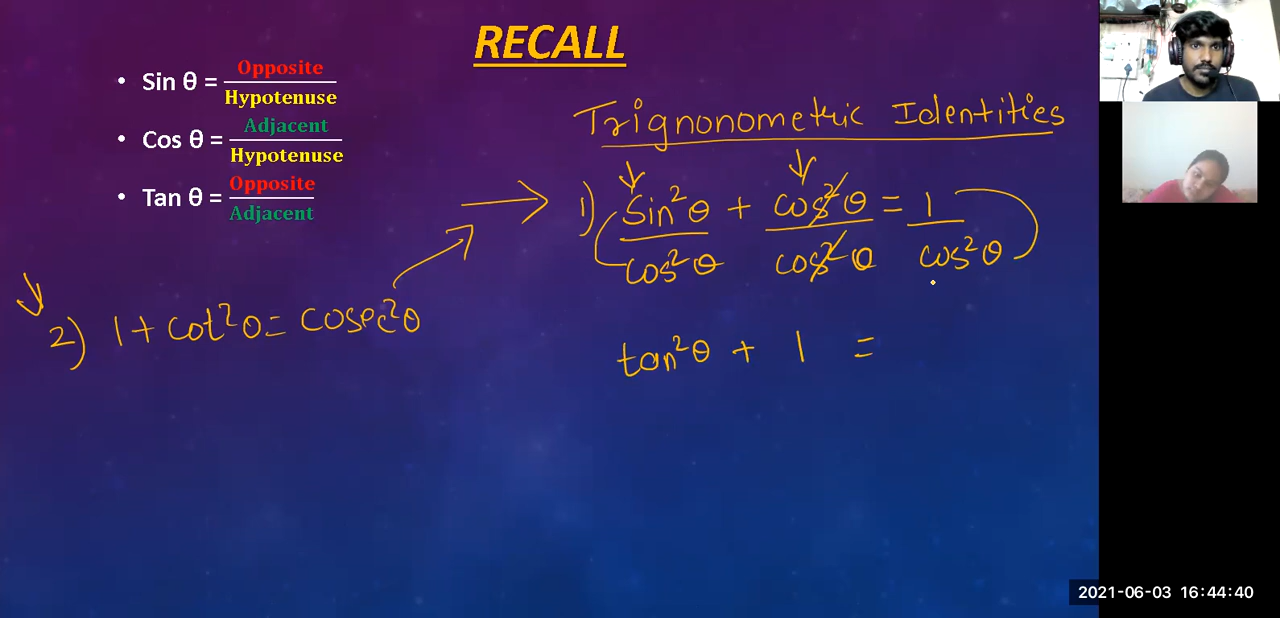 RECALL
• Sin θ = Opposite / Hypotenuse
• Cos θ = Adjacent / Hypotenuse
• Tan θ = Opposite / Adjacent
Trignonometric Identities
1) Sin²θ / cos²θ + cos²θ / cos²θ = 1 / cos²θ
2) 1 + cot²θ = cosec²θ
tan²θ + 1 =
2021-06-03 16:44:40